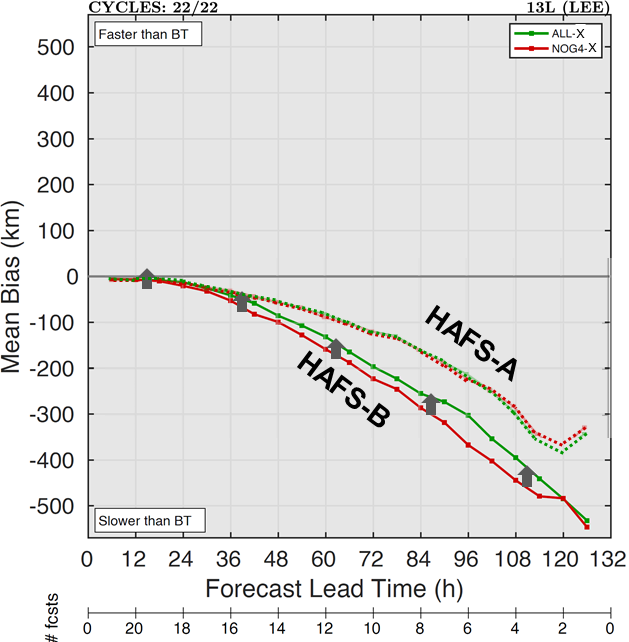 CYCLES: 22/22 13L (LEE)
Faster than BT
ALL-X
NOG4-X
500
400
300
200
100
0
-100
-200
-300
-400
-500
Mean Bias (km)
HAFS-A
HAFS-B
Slower than BT
0 12 24 36 48 60 72 84 96 108 120 132
Forecast Lead Time (h)
# fcsts
0 20 18 16 14 12 10 8 6 4 2 0